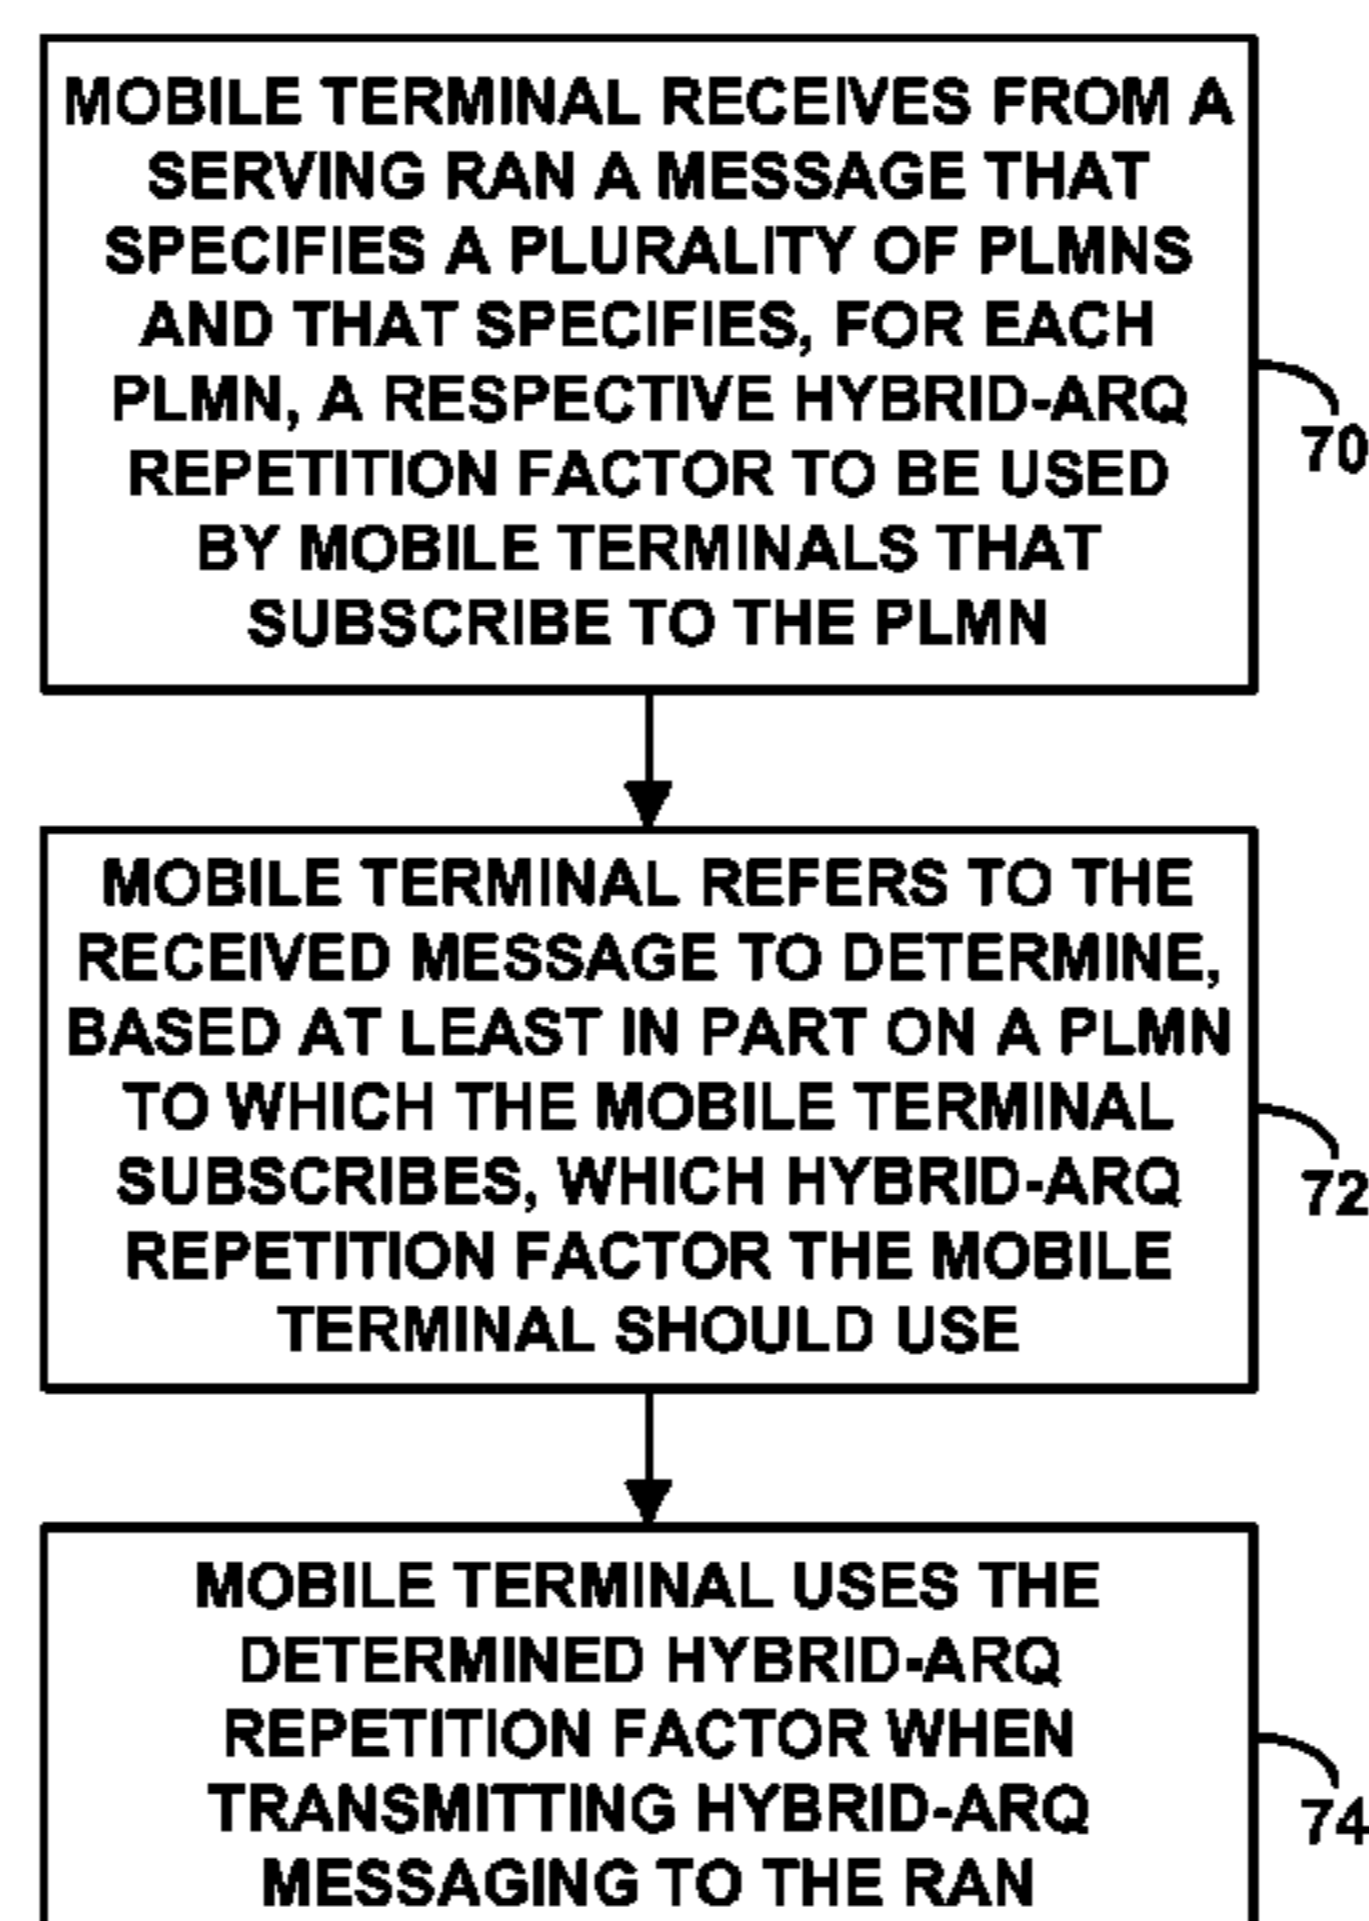 MOBILE TERMINAL RECEIVES FROM A
SERVING RAN A MESSAGE THAT
SPECIFIES A PLURALITY OF PLMNS
AND THAT SPECIFIES, FOR EACH
PLMN, A RESPECTIVE HYBRID-ARQ
REPETITION FACTOR TO BE USED
BY MOBILE TERMINALS THAT
SUBSCRIBE TO THE PLMN
70
MOBILE TERMINAL REFERS TO THE
RECEIVED MESSAGE TO DETERMINE,
BASED AT LEAST IN PART ON A PLMN
TO WHICH THE MOBILE TERMINAL
SUBSCRIBES, WHICH HYBRID-ARQ
REPETITION FACTOR THE MOBILE
TERMINAL SHOULD USE
72
MOBILE TERMINAL USES THE
DETERMINED HYBRID-ARQ
REPETITION FACTOR WHEN
TRANSMITTING HYBRID-ARQ
MESSAGING TO THE RAN
74